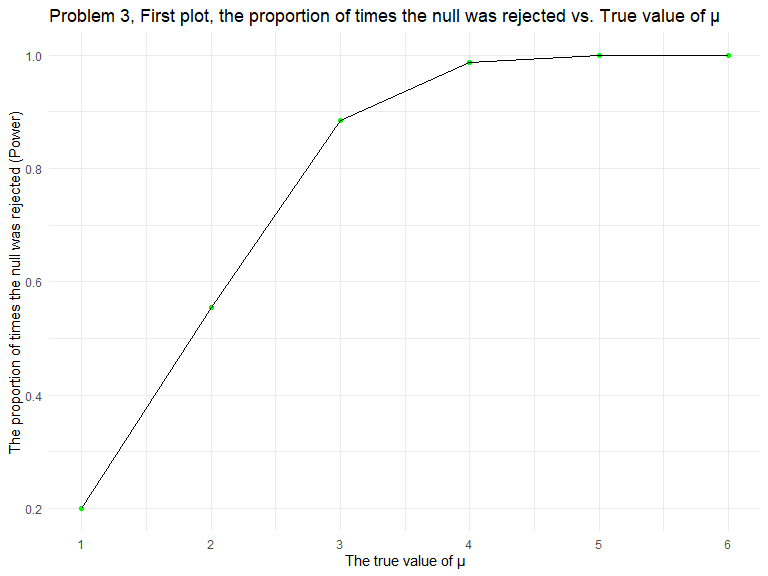 Problem 3, First plot, the proportion of times the null was rejected vs. True value of μ
The proportion of times the null was rejected (Power)
1.0
0.8
0.6
0.4
0.2
1 2 3 4 5 6
The true value of μ